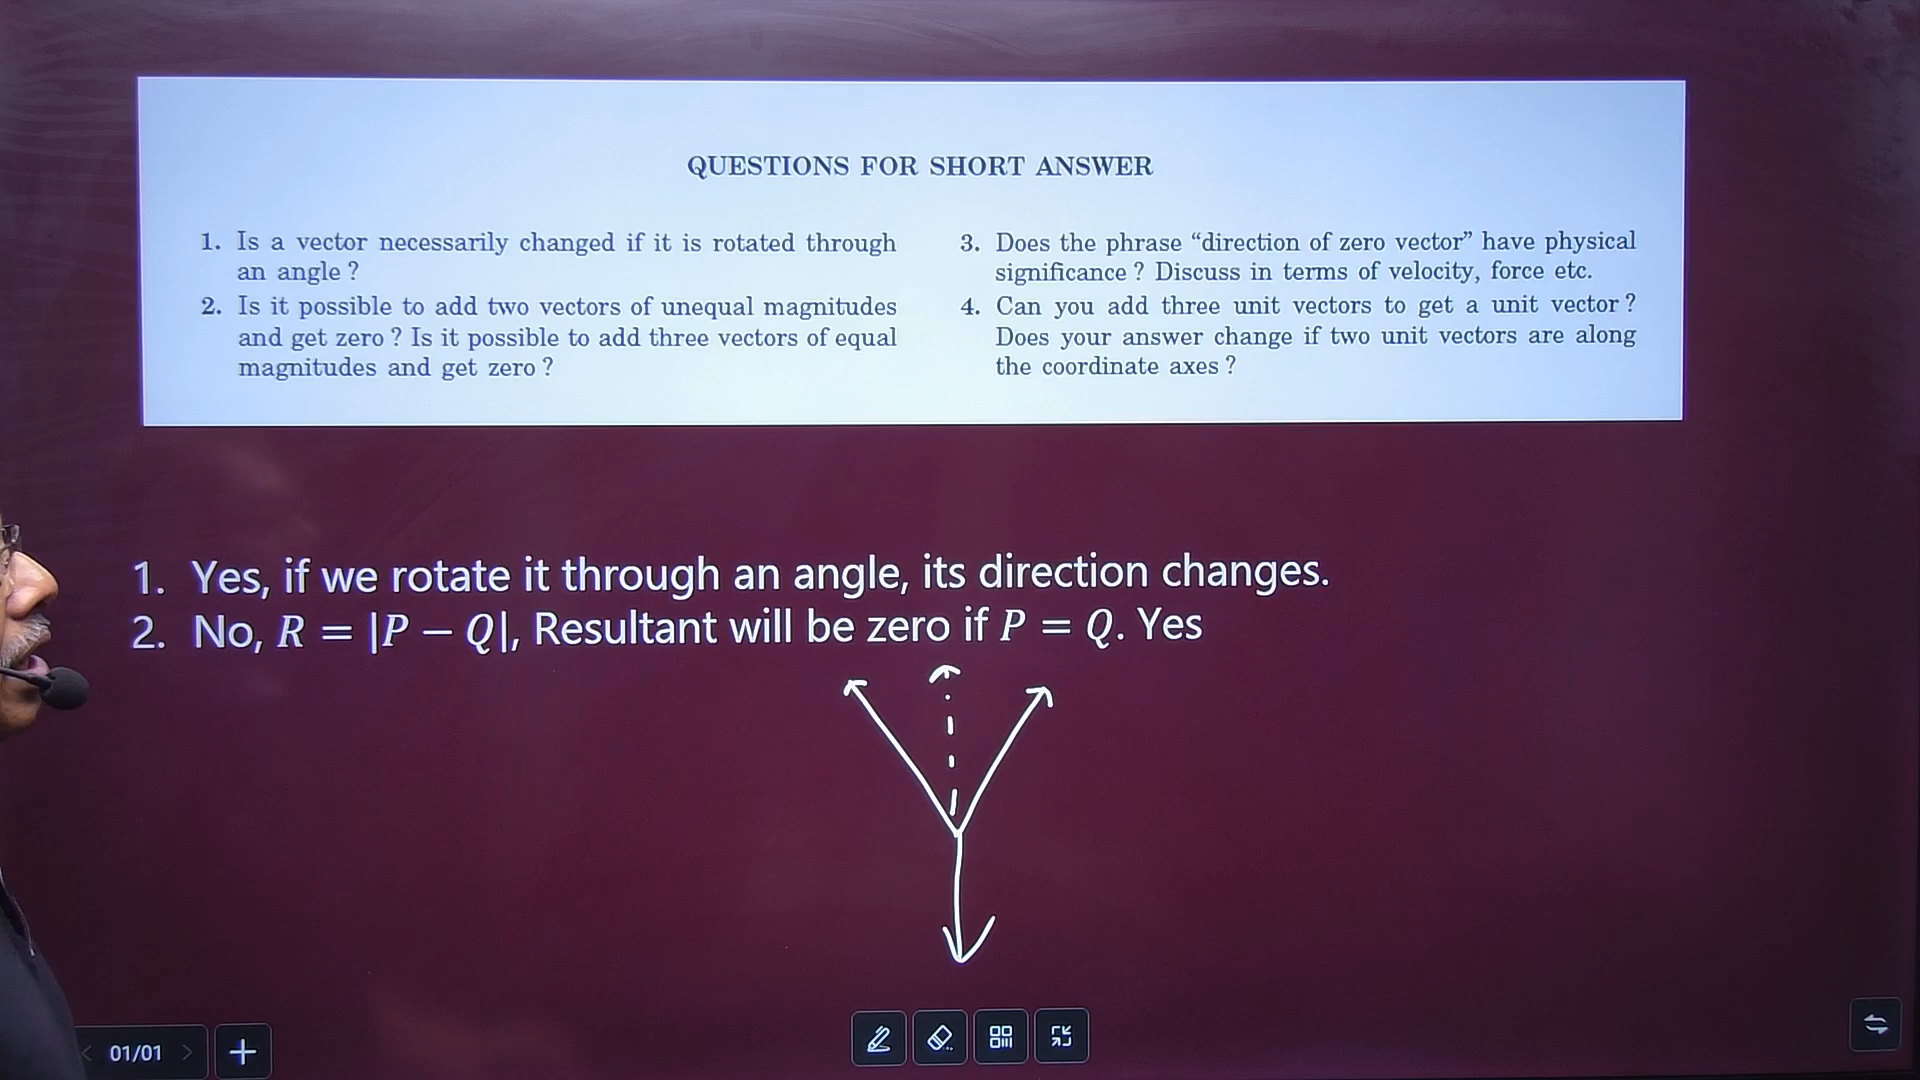 QUESTIONS FOR SHORT ANSWER
1. Is a vector necessarily changed if it is rotated through
an angle ?
2. Is it possible to add two vectors of unequal magnitudes
and get zero ? Is it possible to add three vectors of equal
magnitudes and get zero ?
3. Does the phrase “direction of zero vector” have physical
significance ? Discuss in terms of velocity, force etc.
4. Can you add three unit vectors to get a unit vector ?
Does your answer change if two unit vectors are along
the coordinate axes ?
1. Yes, if we rotate it through an angle, its direction changes.
2. No, R = |P − Q|, Resultant will be zero if P = Q. Yes
01/01